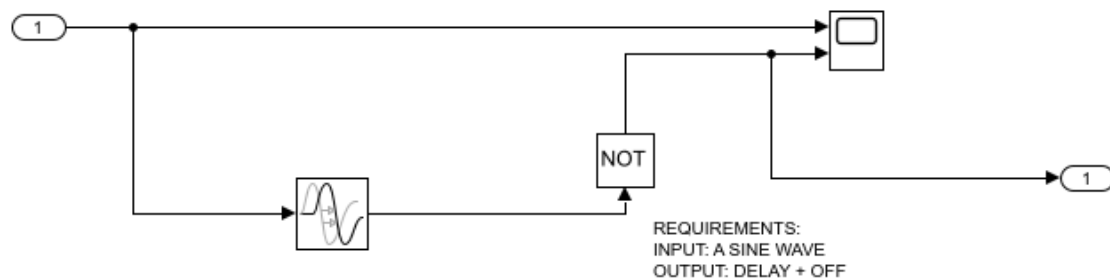 1
NOT
1
REQUIREMENTS:
INPUT: A SINE WAVE
OUTPUT: DELAY + OFF